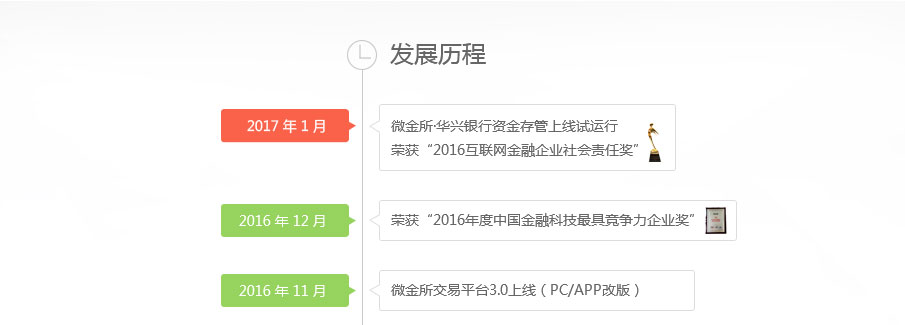 发展历程
2017 年 1 月
微金所·华兴银行资金存管上线试运行
荣获“2016互联网金融企业社会责任奖”
2016 年 12 月
荣获“2016年度中国金融科技最具竞争力企业奖”
2016 年 11 月
微金所交易平台3.0上线（PC/APP改版）